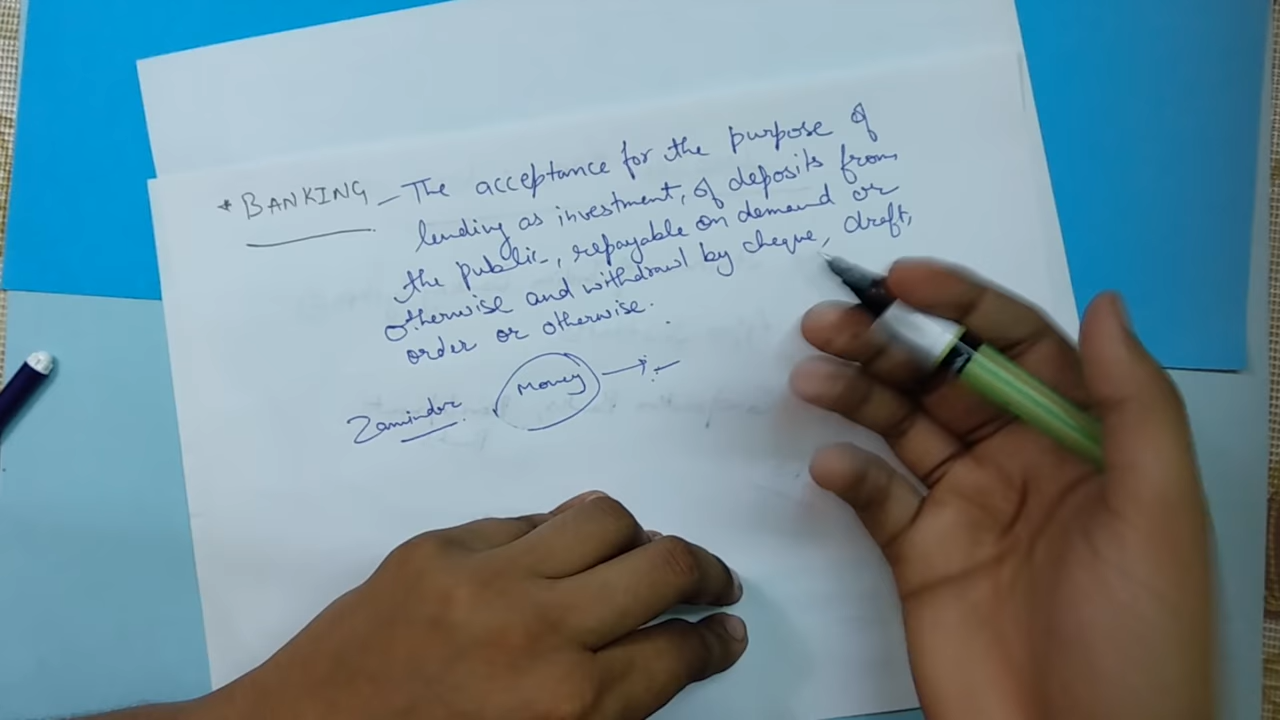 * BANKING - The acceptance for the purpose of
lending as investment, of deposits from
the public, repayable on demand or
otherwise and withdrawl by cheque, draft,
order or otherwise.
Zamindar Money →